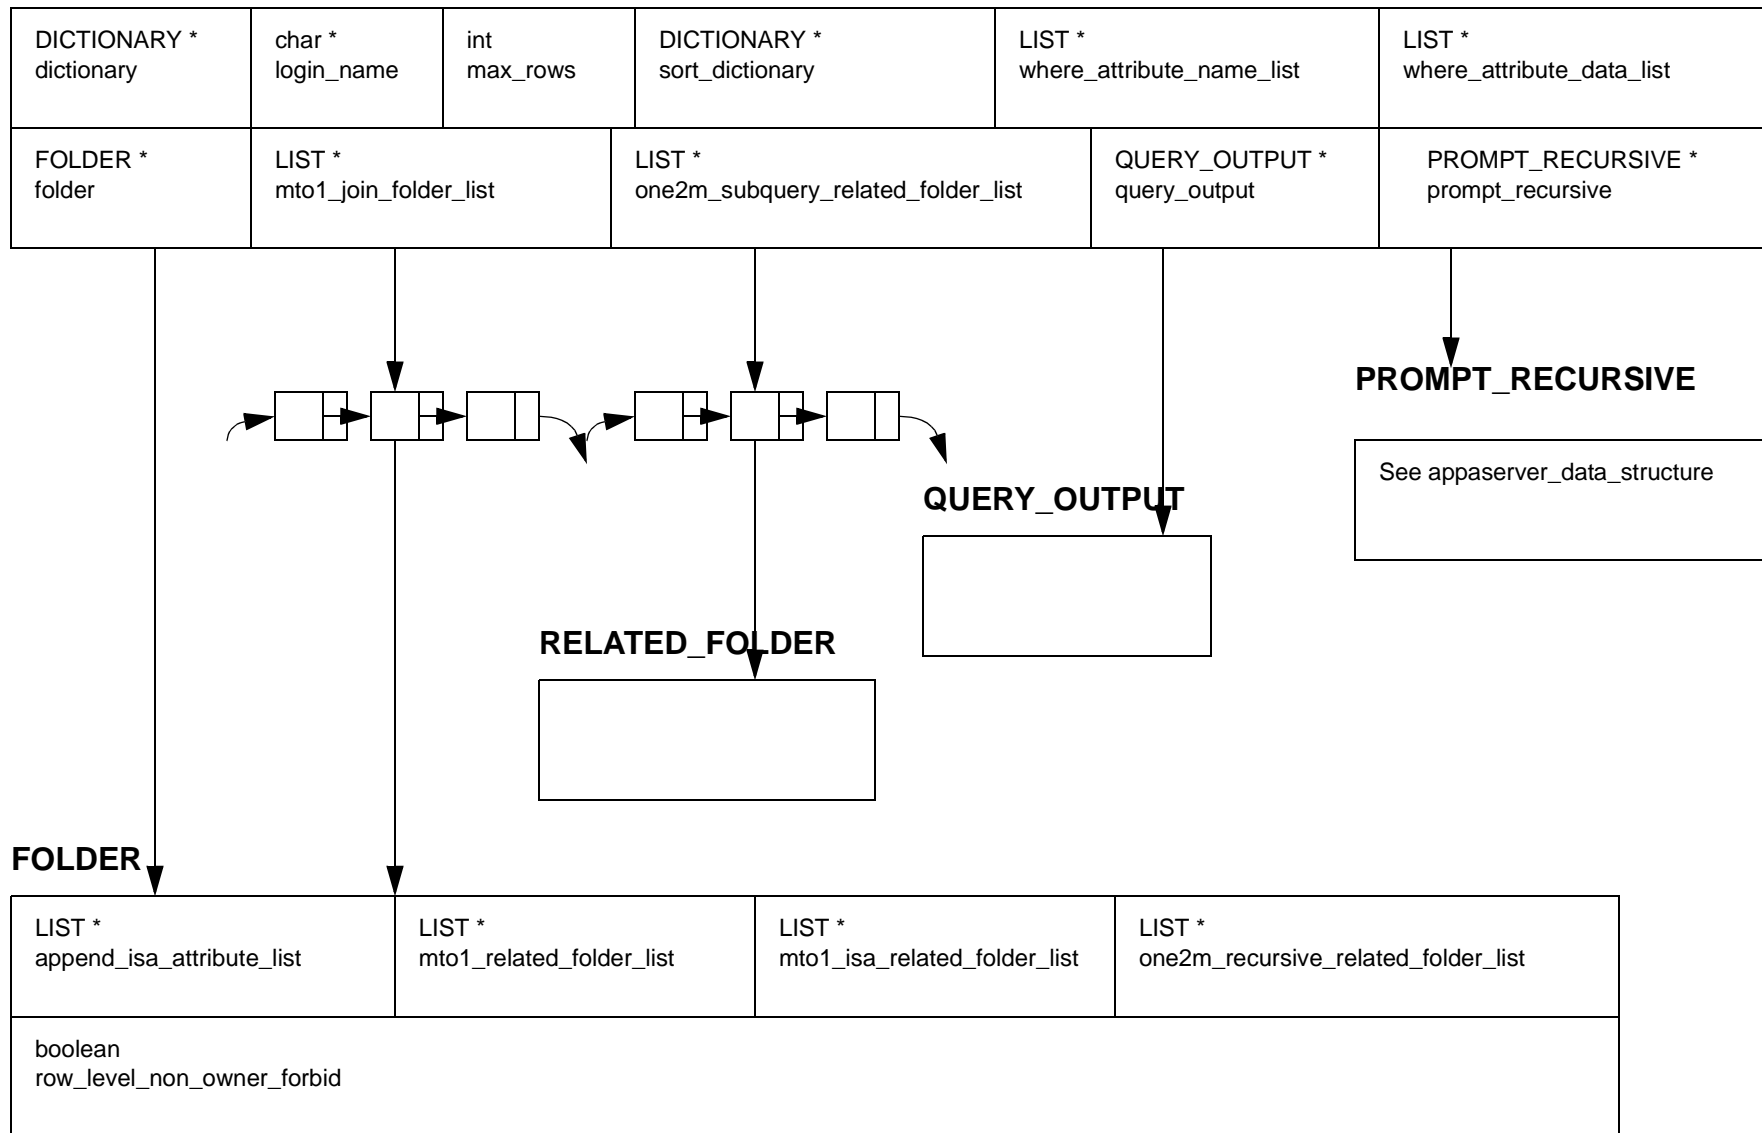 DICTIONARY *
dictionary
char *
login_name
int
max_rows
DICTIONARY *
sort_dictionary
LIST *
where_attribute_name_list
LIST *
where_attribute_data_list
FOLDER *
folder
LIST *
mto1_join_folder_list
LIST *
one2m_subquery_related_folder_list
QUERY_OUTPUT *
query_output
PROMPT_RECURSIVE *
prompt_recursive
PROMPT_RECURSIVE
See appaserver_data_structure
QUERY_OUTPUT
RELATED_FOLDER
FOLDER
LIST *
append_isa_attribute_list
LIST *
mto1_related_folder_list
LIST *
mto1_isa_related_folder_list
LIST *
one2m_recursive_related_folder_list
boolean
row_level_non_owner_forbid